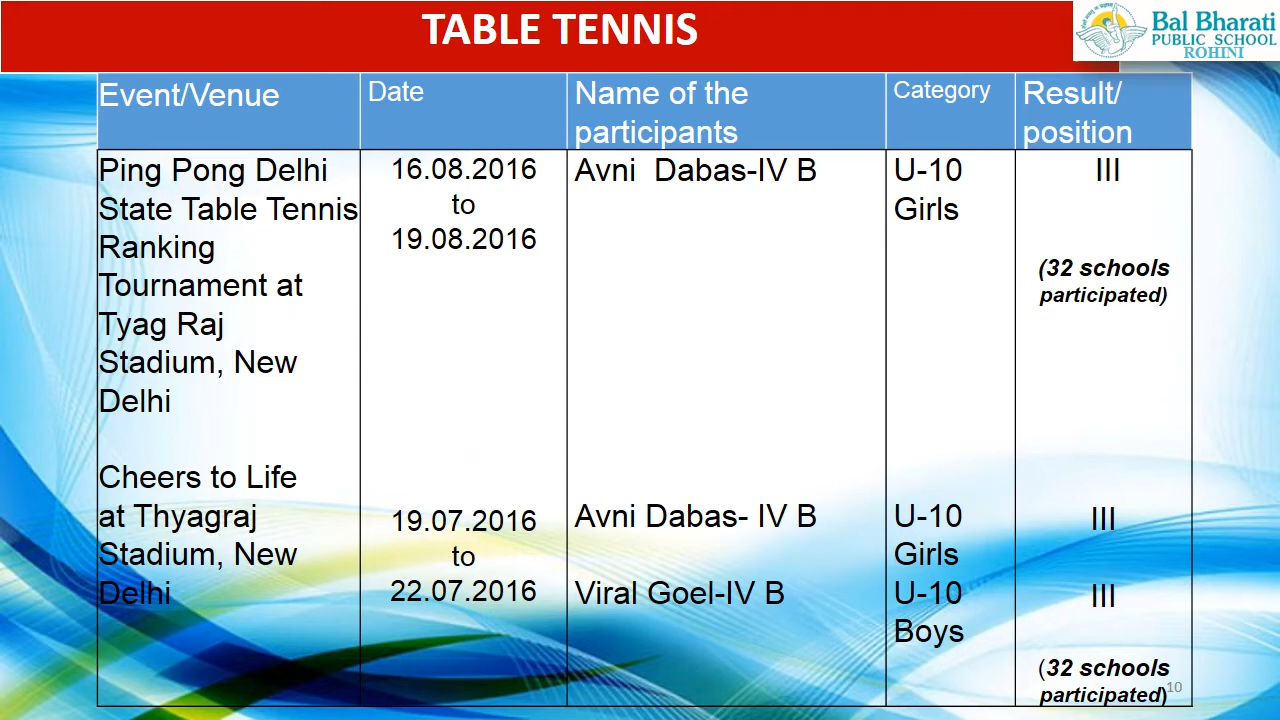 TABLE TENNIS
Bal Bharati
PUBLIC SCHOOL
ROHINI
Event/Venue
Date
Name of the
participants
Category
Result/
position
Ping Pong Delhi
State Table Tennis
Ranking
Tournament at
Tyag Raj
Stadium, New
Delhi
16.08.2016
to
19.08.2016
Avni  Dabas-IV B
U-10
Girls
III
(32 schools
participated)
Cheers to Life
at Thyagraj
Stadium, New
Delhi
19.07.2016
to
22.07.2016
Avni Dabas- IV B
U-10
Girls
III
Viral Goel-IV B
U-10
Boys
III
(32 schools
participated)
10